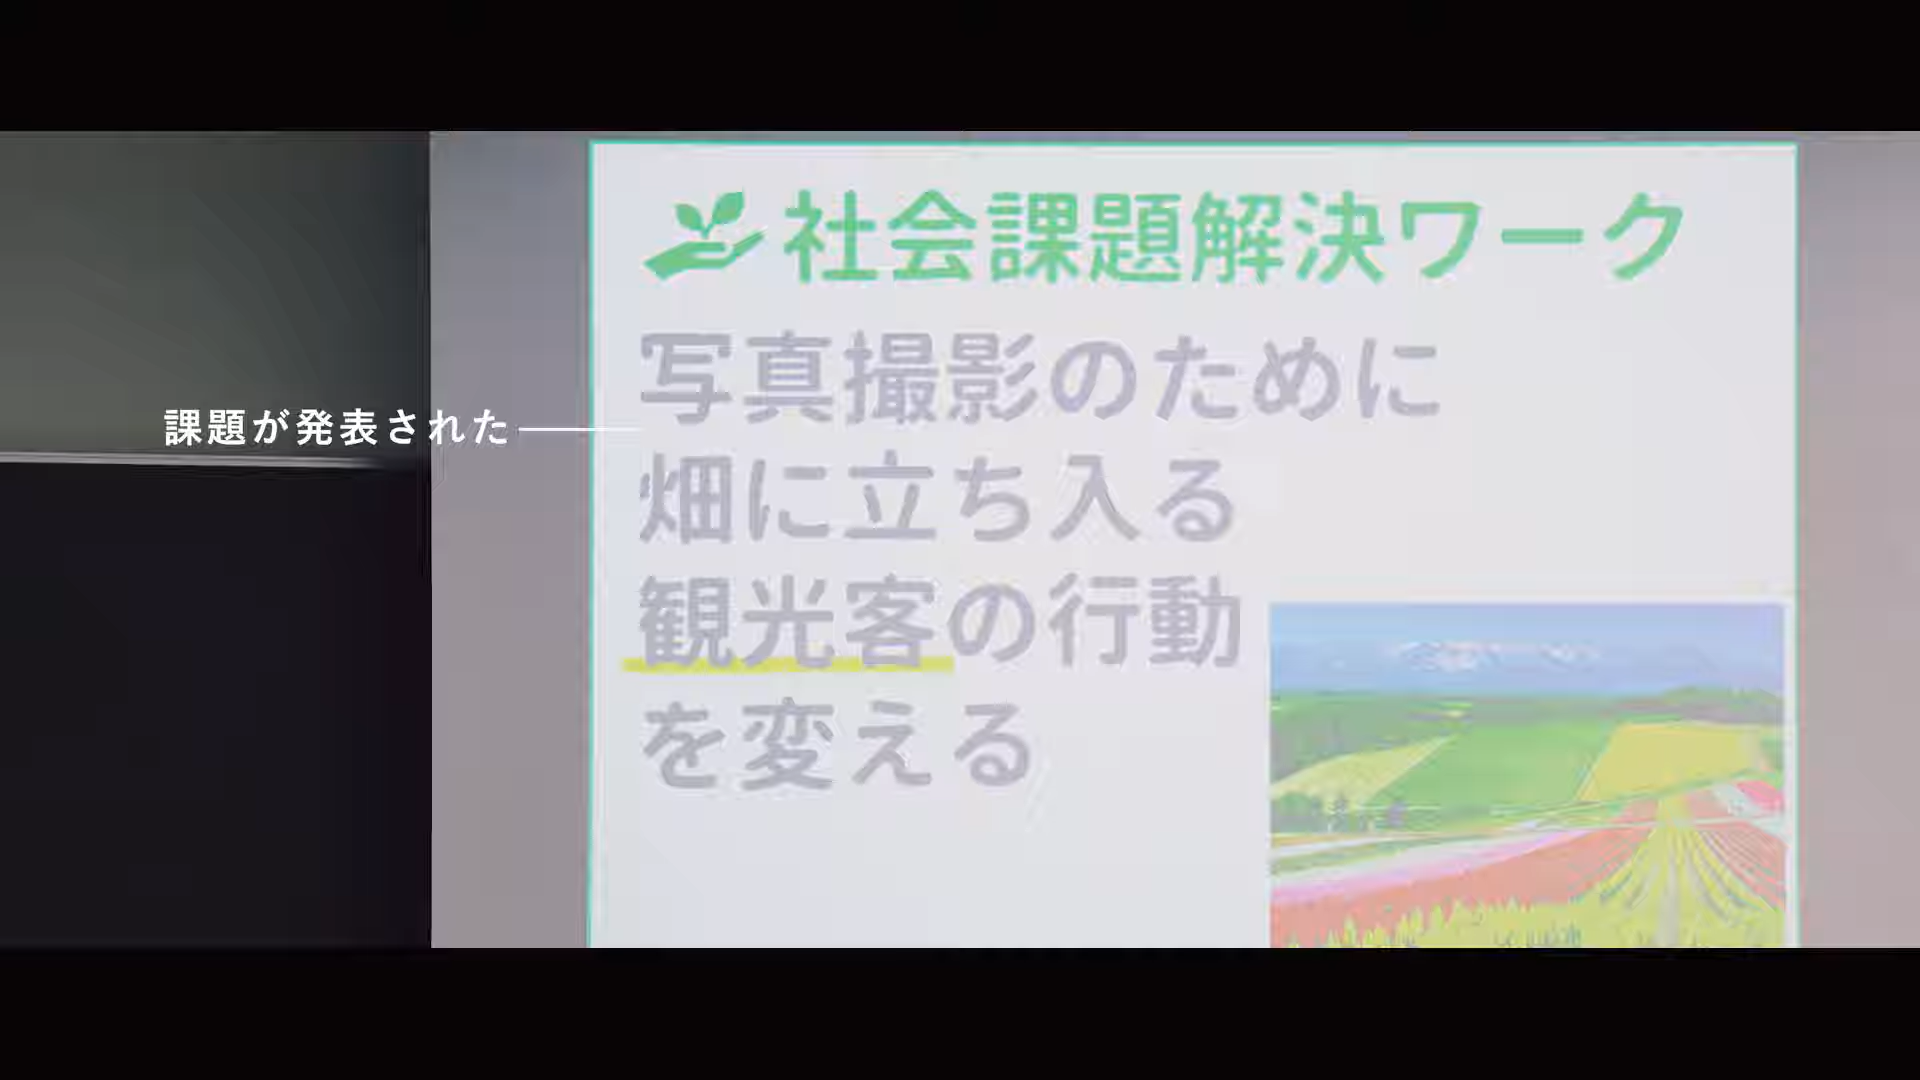 課題が発表された
社会課題解決ワーク
写真撮影のために
畑に立ち入る
観光客の行動
を変える